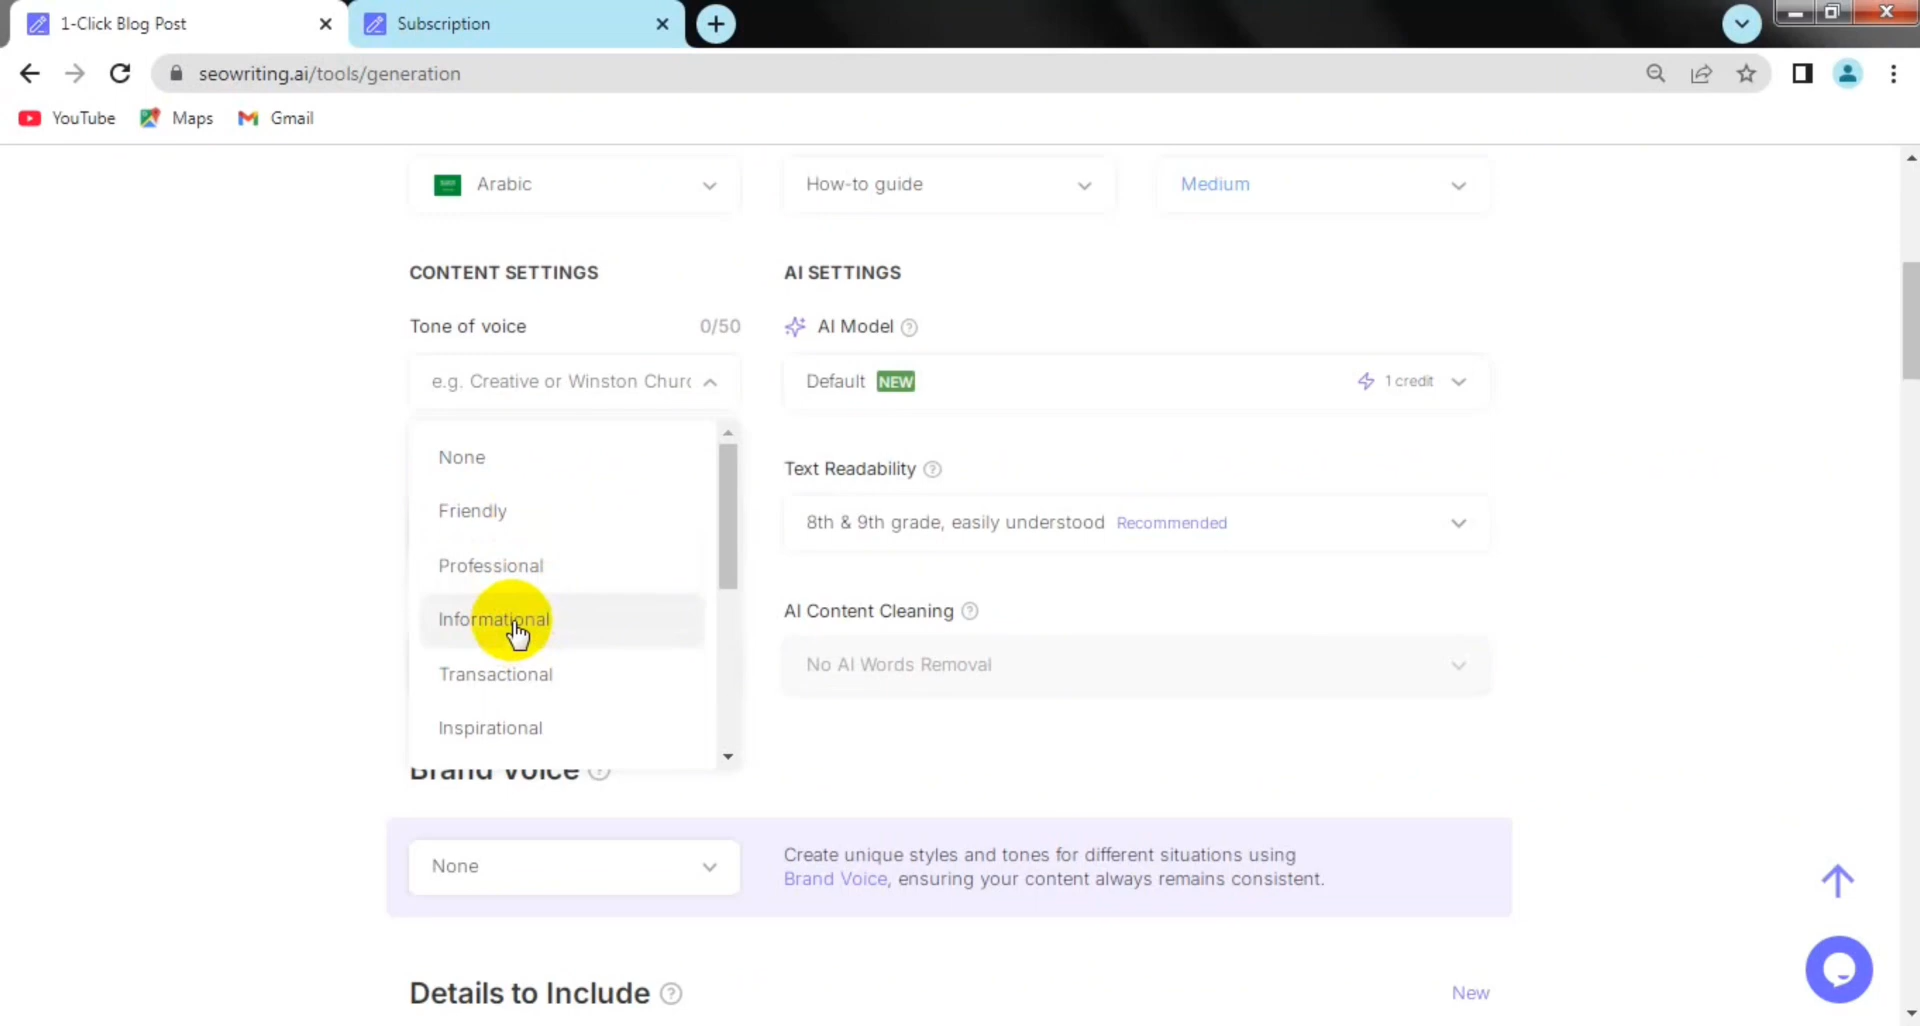 1-Click Blog Post
Subscription
seowriting.ai/tools/generation
YouTube
Maps
Gmail
Arabic
How-to guide
Medium
CONTENT SETTINGS
AI SETTINGS
Tone of voice
0/50
AI Model
e.g. Creative or Winston Churc
Default NEW
1 credit
None
Friendly
Professional
Informational
Transactional
Inspirational
Text Readability
8th & 9th grade, easily understood Recommended
AI Content Cleaning
No AI Words Removal
Brand Voice
None
Create unique styles and tones for different situations using
Brand Voice, ensuring your content always remains consistent.
Details to Include
New